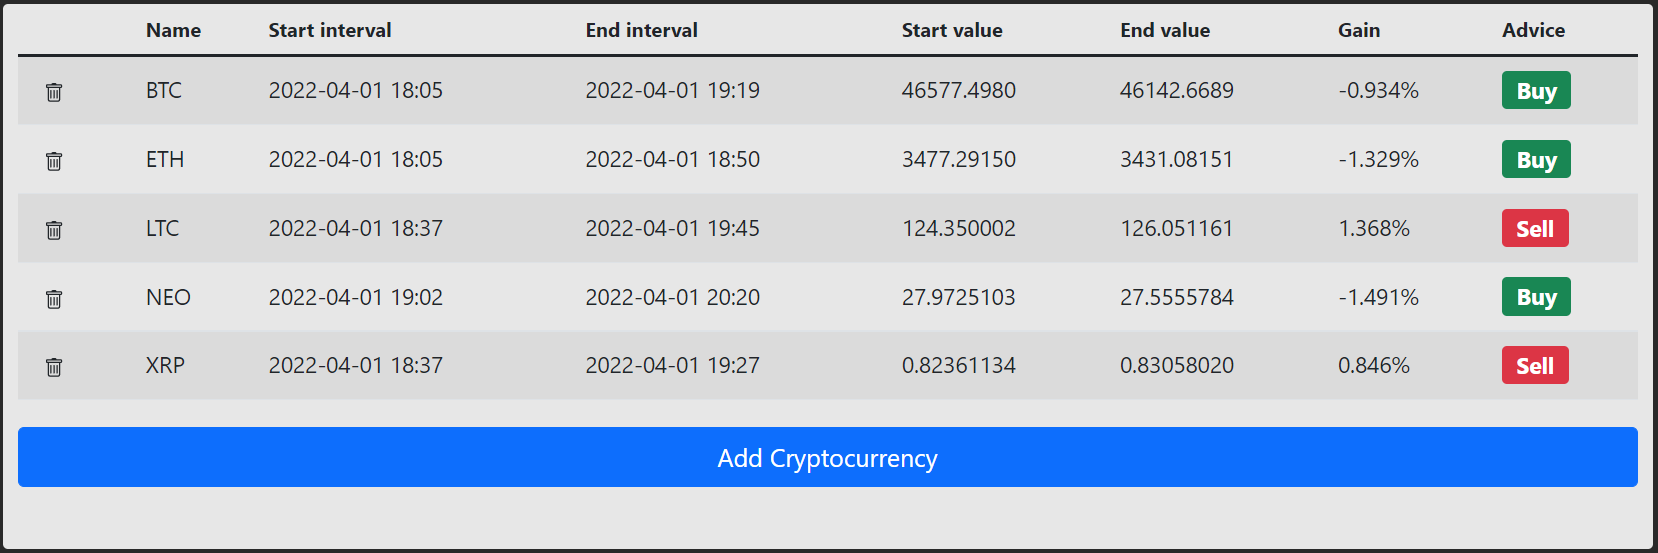 Name Start interval End interval Start value End value Gain Advice
BTC 2022-04-01 18:05 2022-04-01 19:19 46577.4980 46142.6689 -0.934% Buy
ETH 2022-04-01 18:05 2022-04-01 18:50 3477.29150 3431.08151 -1.329% Buy
LTC 2022-04-01 18:37 2022-04-01 19:45 124.350002 126.051161 1.368% Sell
NEO 2022-04-01 19:02 2022-04-01 20:20 27.9725103 27.5555784 -1.491% Buy
XRP 2022-04-01 18:37 2022-04-01 19:27 0.82361134 0.83058020 0.846% Sell
Add Cryptocurrency